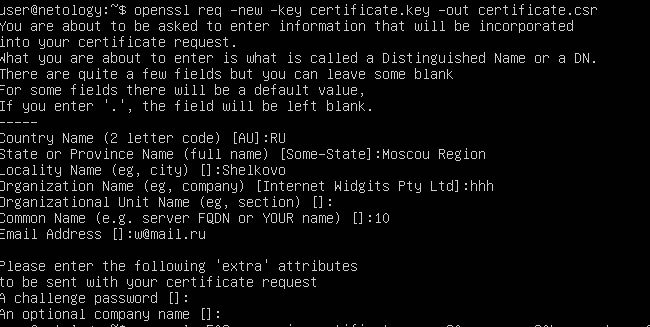 user@netology:~$ openssl req -new -key certificate.key -out certificate.csr
You are about to be asked to enter information that will be incorporated
into your certificate request.
What you are about to enter is what is called a Distinguished Name or a DN.
There are quite a few fields but you can leave some blank
For some fields there will be a default value,
If you enter '.', the field will be left blank.
-----
Country Name (2 letter code) [AU]:RU
State or Province Name (full name) [Some-State]:Moscou Region
Locality Name (eg, city) []:Shelkovo
Organization Name (eg, company) [Internet Widgits Pty Ltd]:hhh
Organizational Unit Name (eg, section) []:
Common Name (e.g. server FQDN or YOUR name) []:10
Email Address []:w@mail.ru
Please enter the following 'extra' attributes
to be sent with your certificate request
A challenge password []:
An optional company name []: